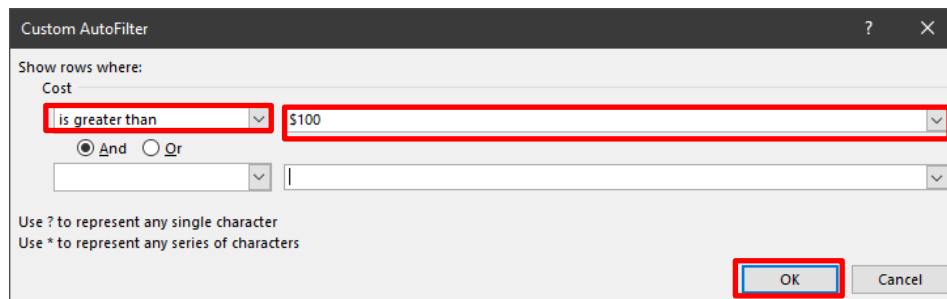 Custom AutoFilter ? ×
Show rows where:
Cost
is greater than $100
And Or
Use ? to represent any single character
Use * to represent any series of characters
OK Cancel